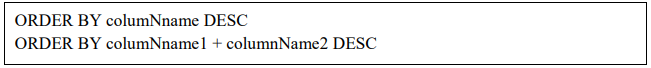 ORDER BY columNname DESC
ORDER BY columNname1 + columnName2 DESC